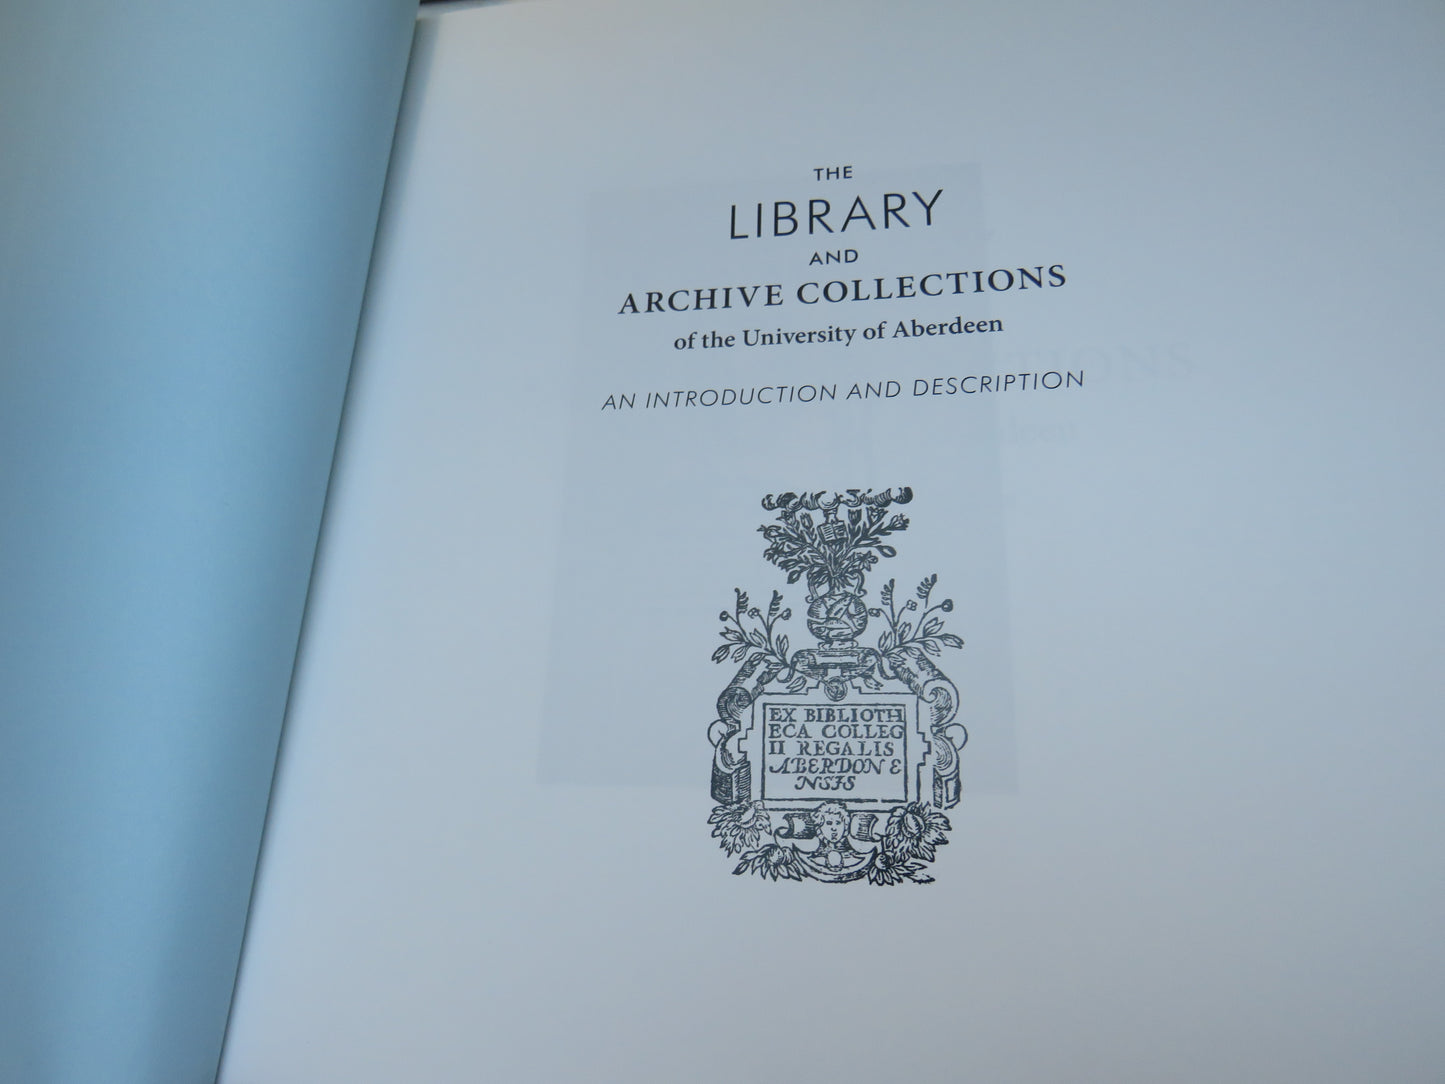 THE
LIBRARY
AND
ARCHIVE COLLECTIONS
of the University of Aberdeen
AN INTRODUCTION AND DESCRIPTION
EX BIBLIOTH
ECA COLLEG
II REGALIS
ABERDON E
NSIS